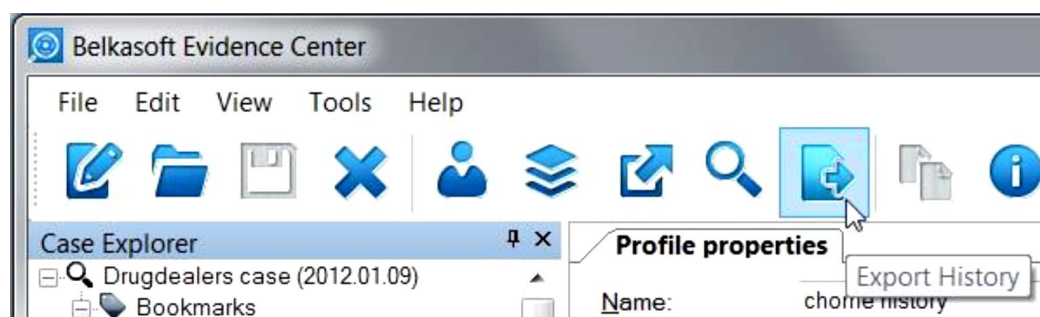 Belkasoft Evidence Center
File Edit View Tools Help
Case Explorer
Profile properties
Drugdealers case (2012.01.09)
Export History
Bookmarks
Name: chome history